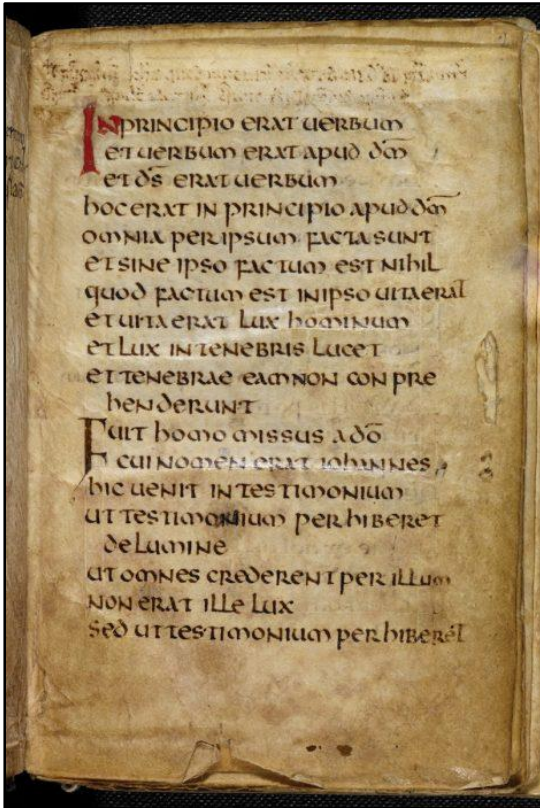 IN PRINCIPIO ERAT UERBUM
ET UERBUM ERAT APUD DM̄
ET DS̄ ERAT UERBUM
HOC ERAT IN PRINCIPIO APUD DM̄
OMNIA PER IPSUM FACTA SUNT
ET SINE IPSO FACTUM EST NIHIL
QUOD FACTUM EST IN IPSO UITA ERAT
ET UITA ERAT LUX HOMINUM
ET LUX IN TENEBRIS LUCET
ET TENEBRAE EAM NON CONPRE
HENDERUNT
FUIT HOMO MISSUS A DŌ
CUI NOMEN ERAT IOHANNES
HIC UENIT IN TESTIMONIUM
UT TESTIMONIUM PERHIBERET
DE LUMINE
UT OMNES CREDERENT PER ILLUM
NON ERAT ILLE LUX
SED UT TESTIMONIUM PERHIBERET